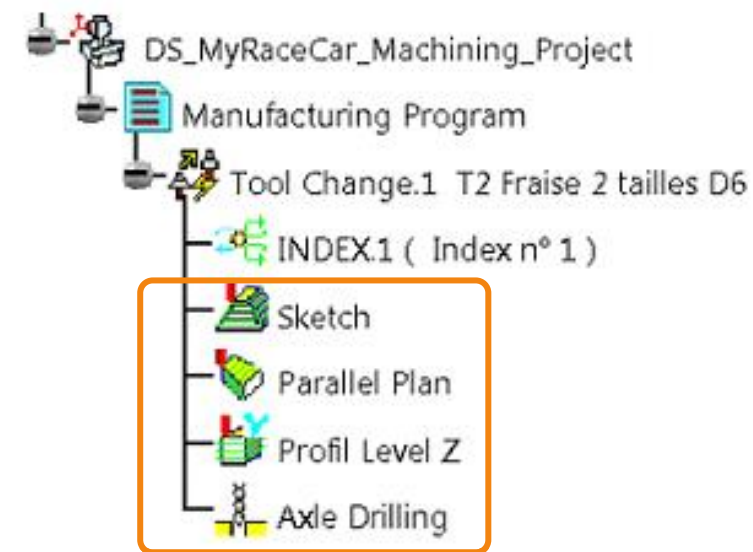 DS_MyRaceCar_Machining_Project
Manufacturing Program
Tool Change.1 T2 Fraise 2 tailles D6
INDEX.1 ( Index n° 1 )
Sketch
Parallel Plan
Profil Level Z
Axle Drilling